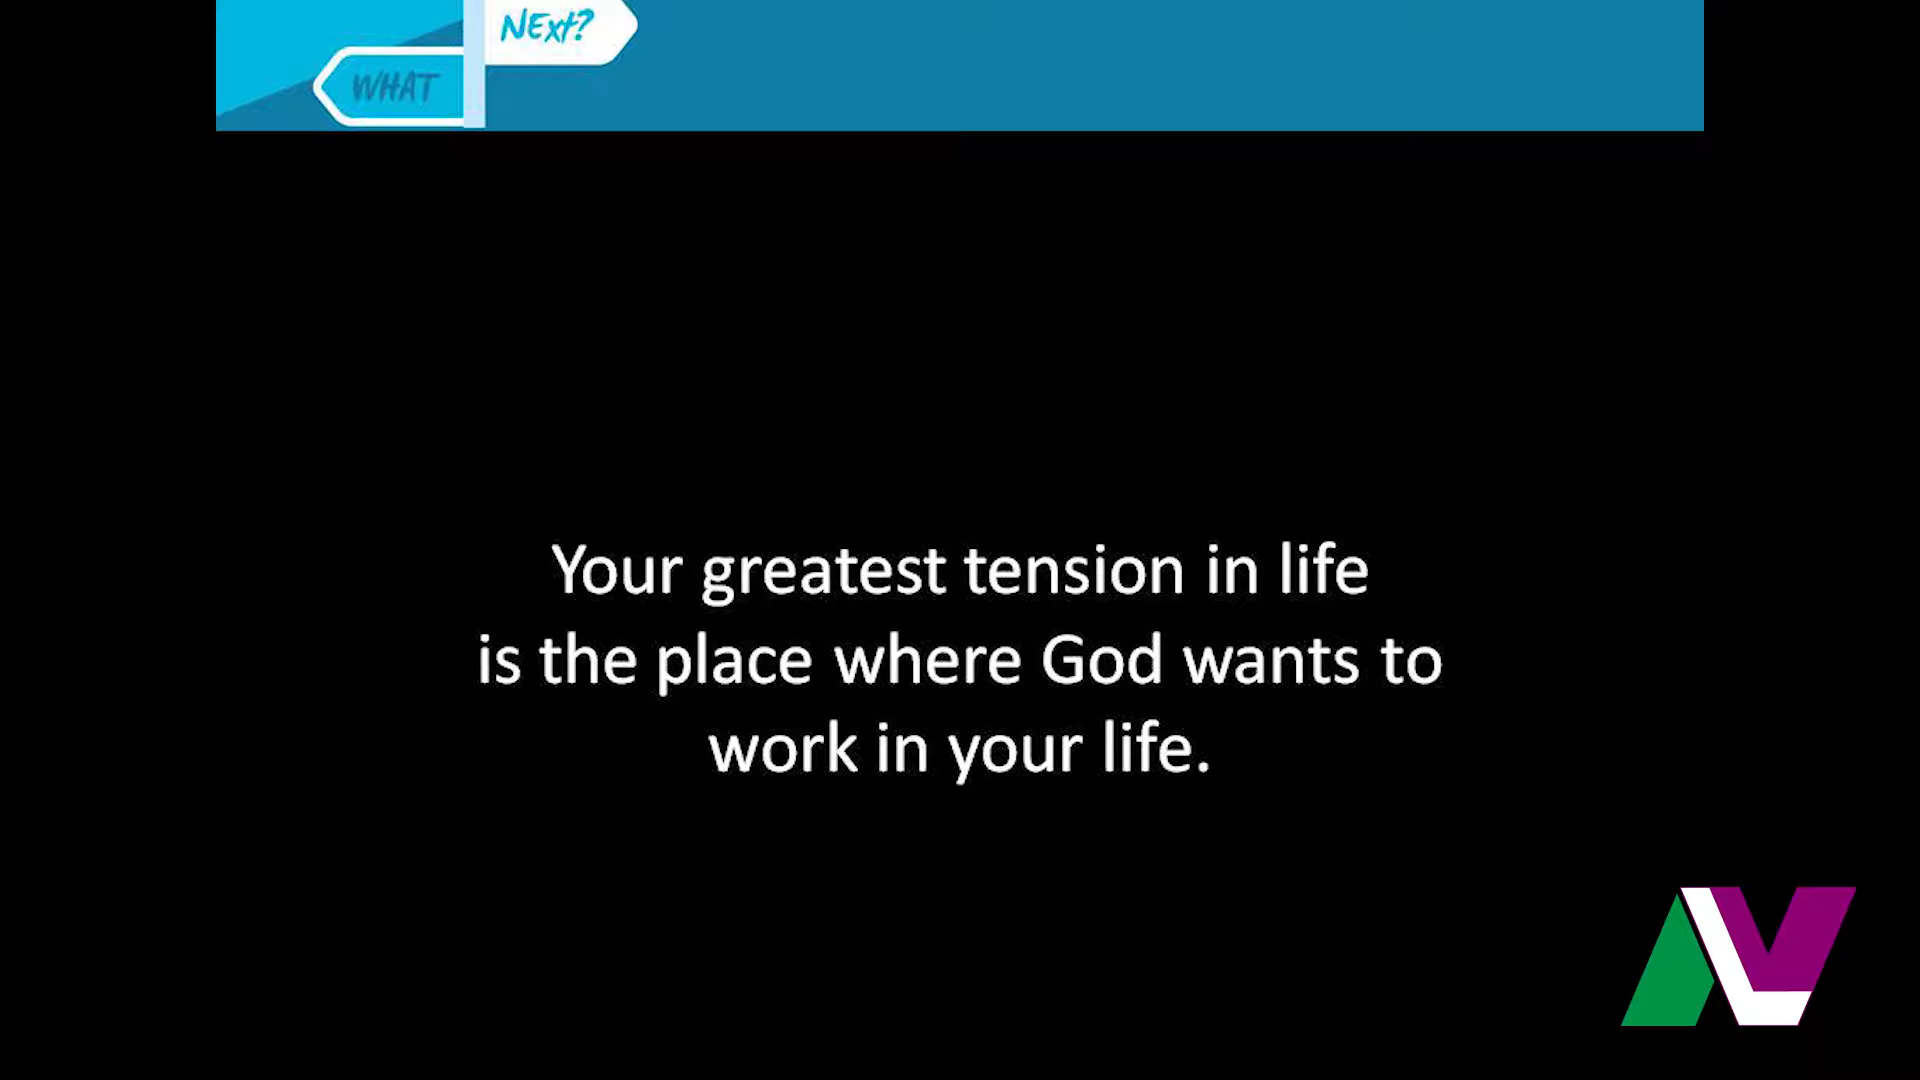 NExt?
WHAT
Your greatest tension in life
is the place where God wants to
work in your life.